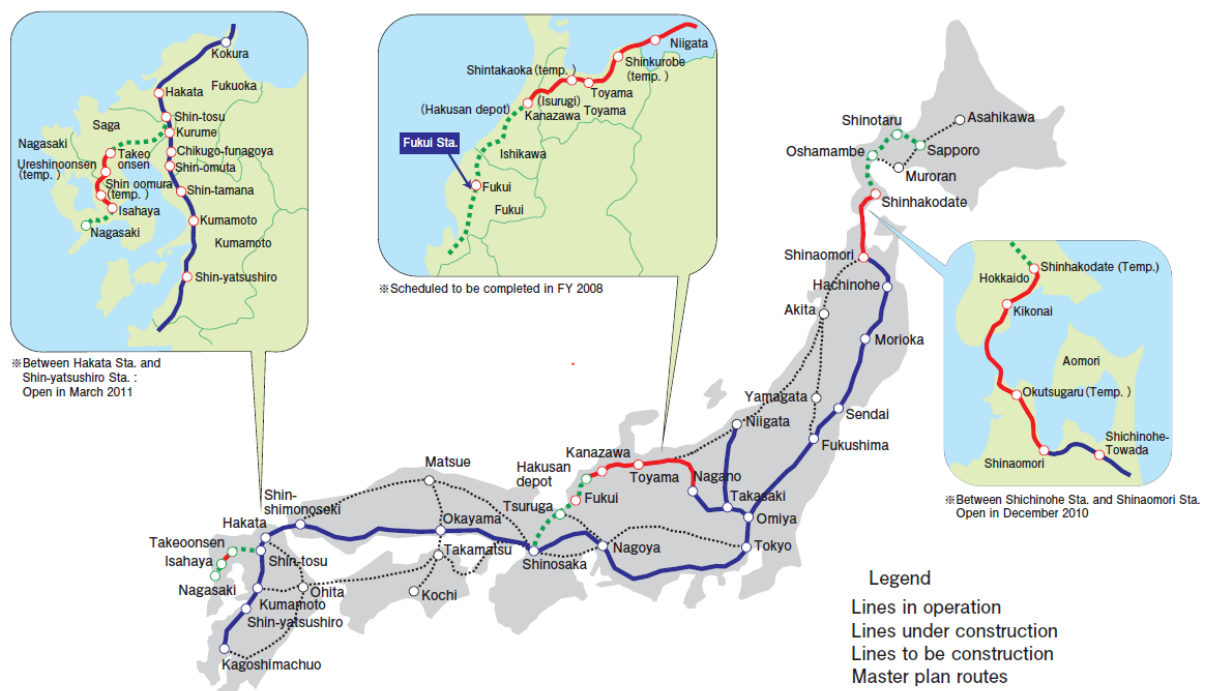 Kokura
Fukuoka
Hakata
Shin-tosu
Saga
Kurume
Nagasaki
Takeo
onsen
Chikugo-funagoya
Ureshinoonsen
(temp.)
Shin-omuta
Shin oomura
(temp.)
Shin-tamana
Isahaya
Kumamoto
Nagasaki
Kumamoto
Shin-yatsushiro
※Between Hakata Sta. and
Shin-yatsushiro Sta. :
Open in March 2011
Niigata
Shintakaoka (temp. )
Shinkurobe
(temp.)
Toyama
(Isurugi)
(Hakusan depot)
Kanazawa
Toyama
Fukui Sta.
Ishikawa
Fukui
Fukui
※Scheduled to be completed in FY 2008
Asahikawa
Shinotaru
Oshamambe
Sapporo
Muroran
Shinhakodate
Shinaomori
Hachinohe
Akita
Morioka
Yamagata
Sendai
Niigata
Fukushima
Kanazawa
Toyama
Nagano
Hakusan
depot
Fukui
Takasaki
Tsuruga
Omiya
Matsue
Shin-
shimonoseki
Okayama
Hakata
Nagoya
Tokyo
Takeoonsen
Shin-tosu
Takamatsu
Shinosaka
Isahaya
Nagasaki
Ohita
Kochi
Kumamoto
Shin-yatsushiro
Kagoshimachuo
Shinhakodate (Temp.)
Hokkaido
Kikonai
Aomori
Okutsugaru (Temp. )
Shichinohe-
Towada
Shinaomori
※Between Shichinohe Sta. and Shinaomori Sta.
Open in December 2010
Legend
Lines in operation
Lines under construction
Lines to be construction
Master plan routes